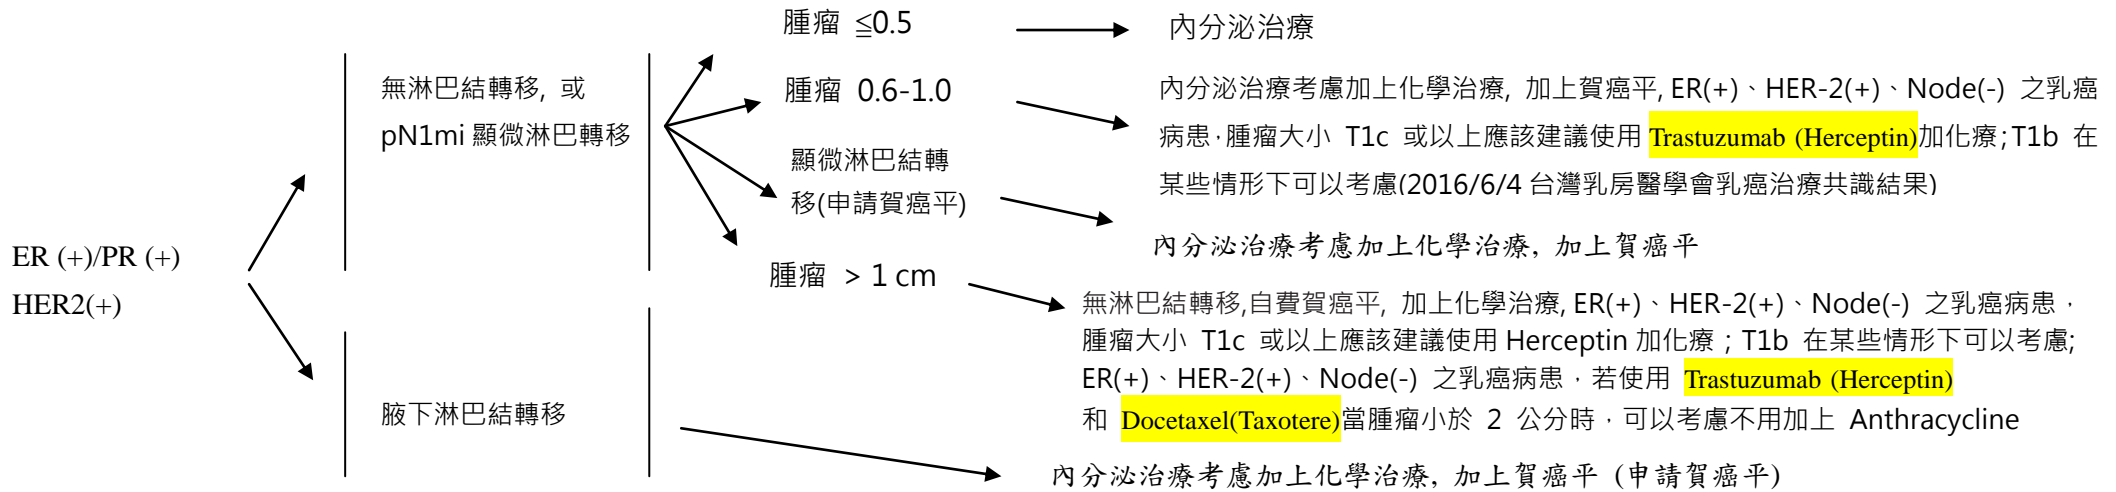 ER (+)/PR (+)
HER2(+)
無淋巴結轉移, 或
pN1mi 顯微淋巴轉移
腋下淋巴結轉移
腫瘤 ≦0.5
內分泌治療
腫瘤 0.6-1.0
內分泌治療考慮加上化學治療, 加上賀癌平, ER(+)、HER-2(+)、Node(-) 之乳癌
病患,腫瘤大小 T1c 或以上應該建議使用 Trastuzumab (Herceptin)加化療;T1b 在
某些情形下可以考慮(2016/6/4 台灣乳房醫學會乳癌治療共識結果)
顯微淋巴結轉
移(申請賀癌平)
內分泌治療考慮加上化學治療, 加上賀癌平
腫瘤 > 1 cm
無淋巴結轉移,自費賀癌平, 加上化學治療, ER(+)、HER-2(+)、Node(-) 之乳癌病患,
腫瘤大小 T1c 或以上應該建議使用 Herceptin 加化療;T1b 在某些情形下可以考慮;
ER(+)、HER-2(+)、Node(-) 之乳癌病患,若使用 Trastuzumab (Herceptin)
和 Docetaxel(Taxotere)當腫瘤小於 2 公分時,可以考慮不用加上 Anthracycline
內分泌治療考慮加上化學治療, 加上賀癌平 (申請賀癌平)